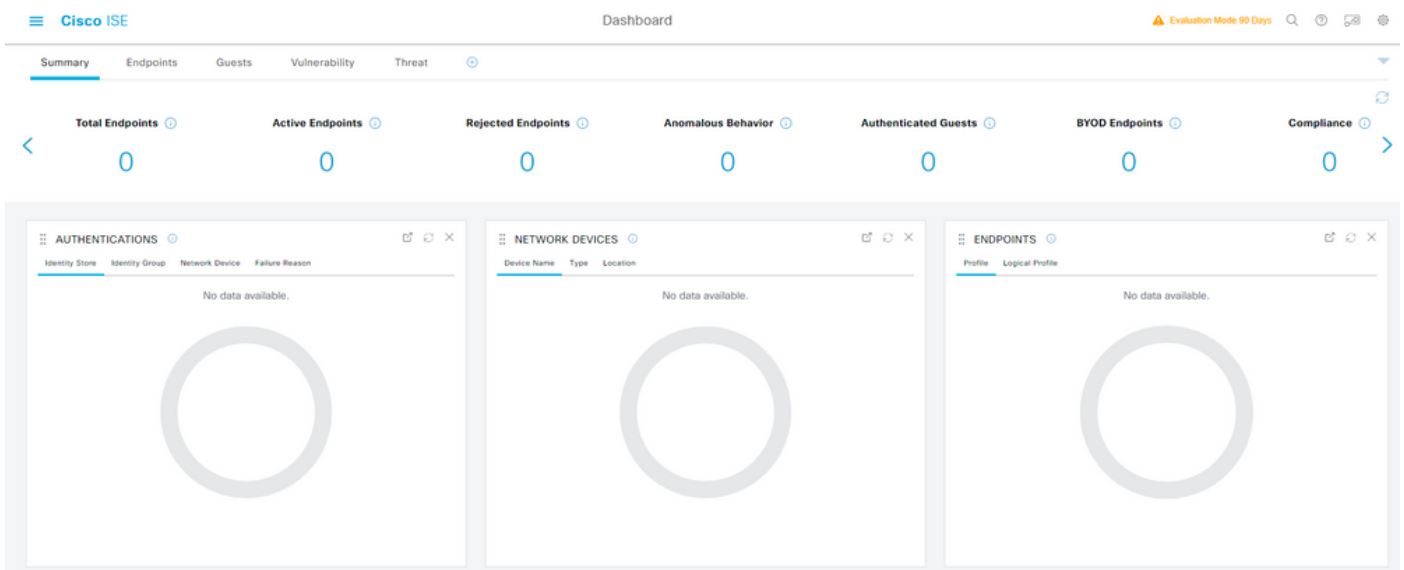 Cisco ISE Dashboard Evaluation Mode 90 Days
Summary Endpoints Guests Vulnerability Threat
Total Endpoints Active Endpoints Rejected Endpoints Anomalous Behavior Authenticated Guests BYOD Endpoints Compliance
0 0 0 0 0 0 0
AUTHENTICATIONS NETWORK DEVICES ENDPOINTS
Identity Store Identity Group Network Device Failure Reason Device Name Type Location Profile Logical Profile
No data available. No data available. No data available.